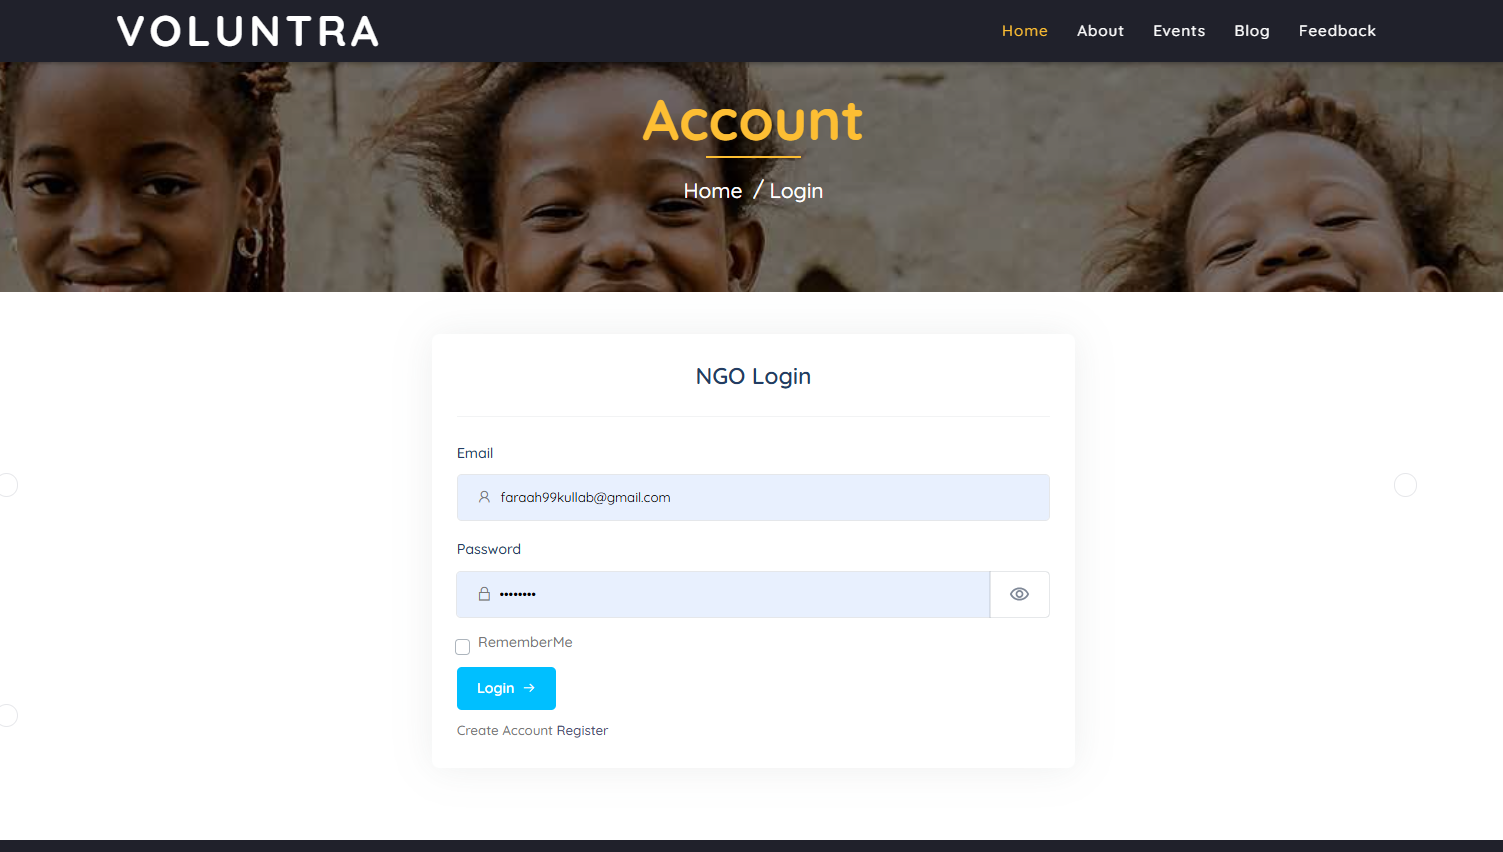 VOLUNTRA
Home About Events Blog Feedback
Account
Home / Login
NGO Login
Email
faraah99kullab@gmail.com
Password
••••••••
RememberMe
Login →
Create Account Register